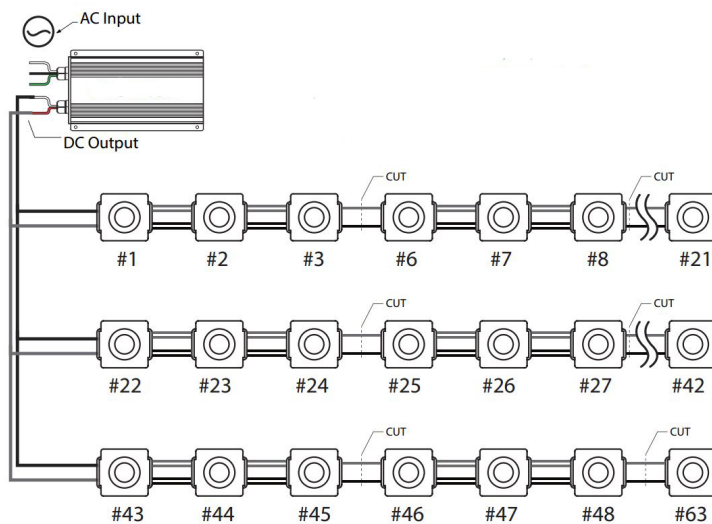 AC Input
DC Output
CUT CUT
#1 #2 #3 #6 #7 #8 #21
CUT CUT
#22 #23 #24 #25 #26 #27 #42
CUT CUT
#43 #44 #45 #46 #47 #48 #63